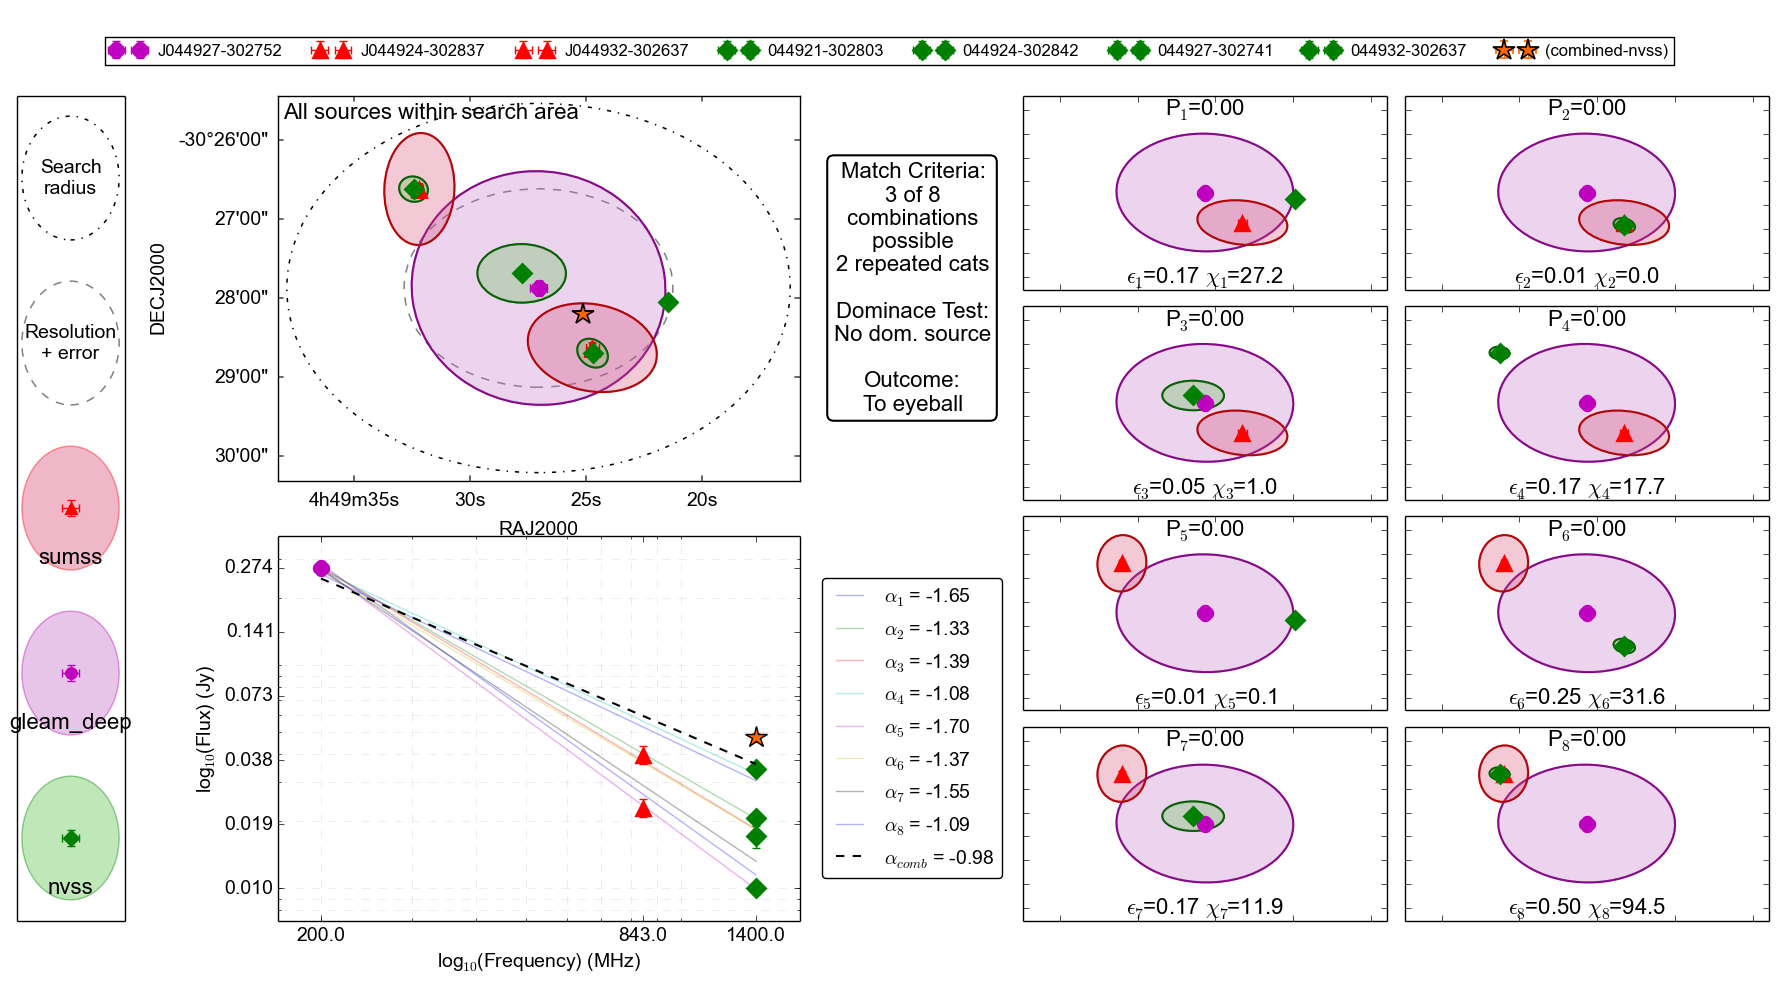 J044927-302752 J044924-302837 J044932-302637 044921-302803 044924-302842 044927-302741 044932-302637 (combined-nvss)
Search
radius
Resolution
+ error
sumss
gleam_deep
nvss
All sources within search area
DECJ2000
-30°26'00"
27'00"
28'00"
29'00"
30'00"
4h49m35s 30s 25s 20s
RAJ2000
Match Criteria:
3 of 8
combinations
possible
2 repeated cats
Dominace Test:
No dom. source
Outcome:
To eyeball
log₁₀(Flux) (Jy)
0.274
0.141
0.073
0.038
0.019
0.010
200.0 843.0 1400.0
log₁₀(Frequency) (MHz)
α₁ = -1.65
α₂ = -1.33
α₃ = -1.39
α₄ = -1.08
α₅ = -1.70
α₆ = -1.37
α₇ = -1.55
α₈ = -1.09
α_comb = -0.98
P₁=0.00
ϵ₁=0.17 χ₁=27.2
P₂=0.00
ϵ₂=0.01 χ₂=0.0
P₃=0.00
ϵ₃=0.05 χ₃=1.0
P₄=0.00
ϵ₄=0.17 χ₄=17.7
P₅=0.00
ϵ₅=0.01 χ₅=0.1
P₆=0.00
ϵ₆=0.25 χ₆=31.6
P₇=0.00
ϵ₇=0.17 χ₇=11.9
P₈=0.00
ϵ₈=0.50 χ₈=94.5